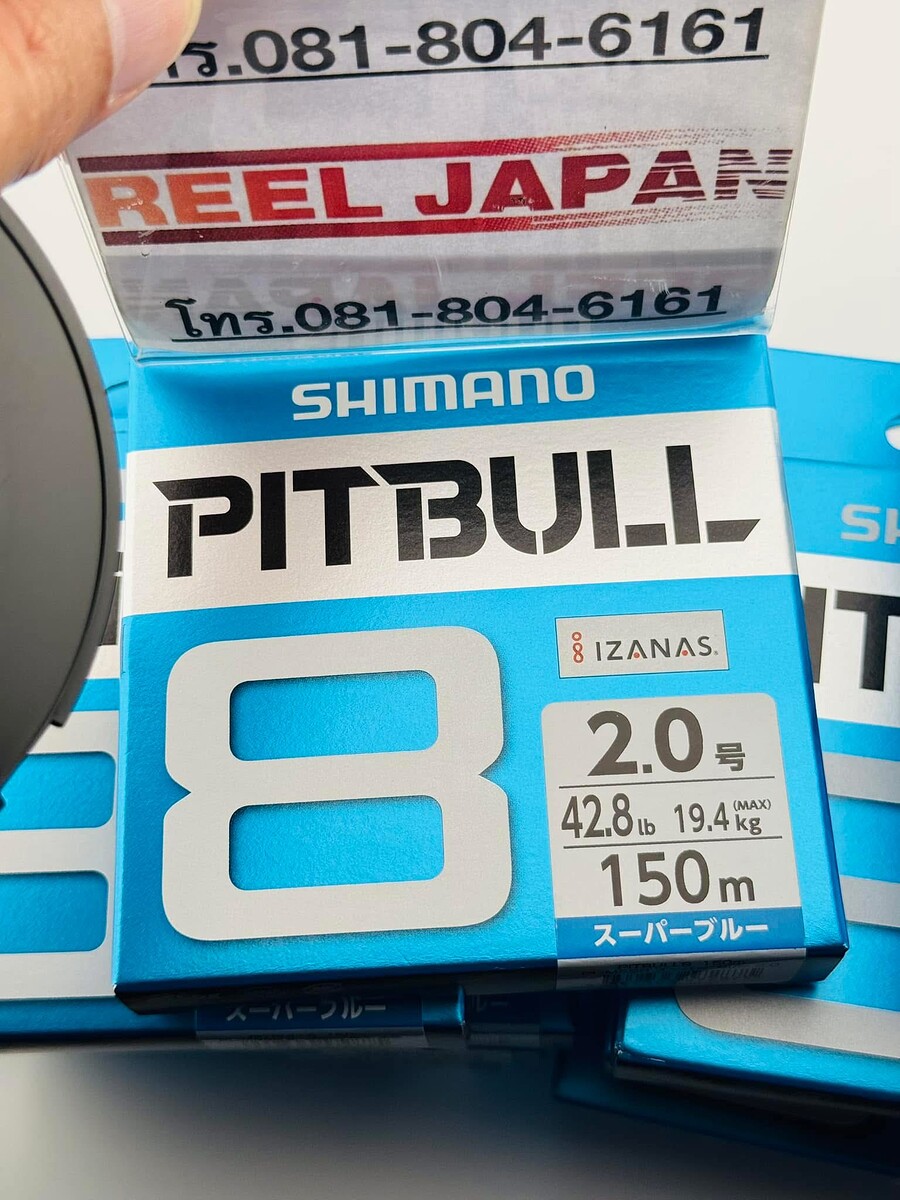 ทร.081-804-6161
REEL JAPAN
โทร.081-804-6161
SHIMANO
PITBULL
8
IZANAS
2.0号
42.8lb 19.4kg (MAX)
150m
スーパーブルー
スーパーブルー